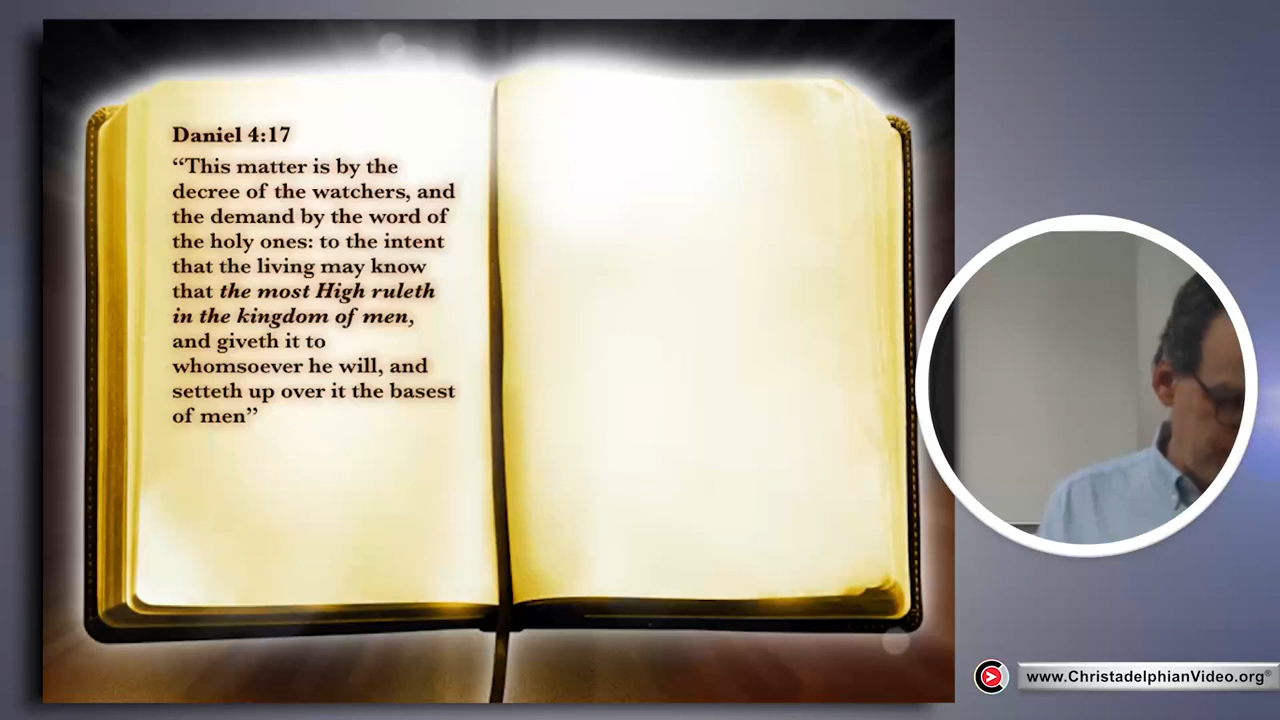 Daniel 4:17
“This matter is by the
decree of the watchers, and
the demand by the word of
the holy ones: to the intent
that the living may know
that the most High ruleth
in the kingdom of men,
and giveth it to
whomsoever he will, and
setteth up over it the basest
of men”
www.ChristadelphianVideo.org®